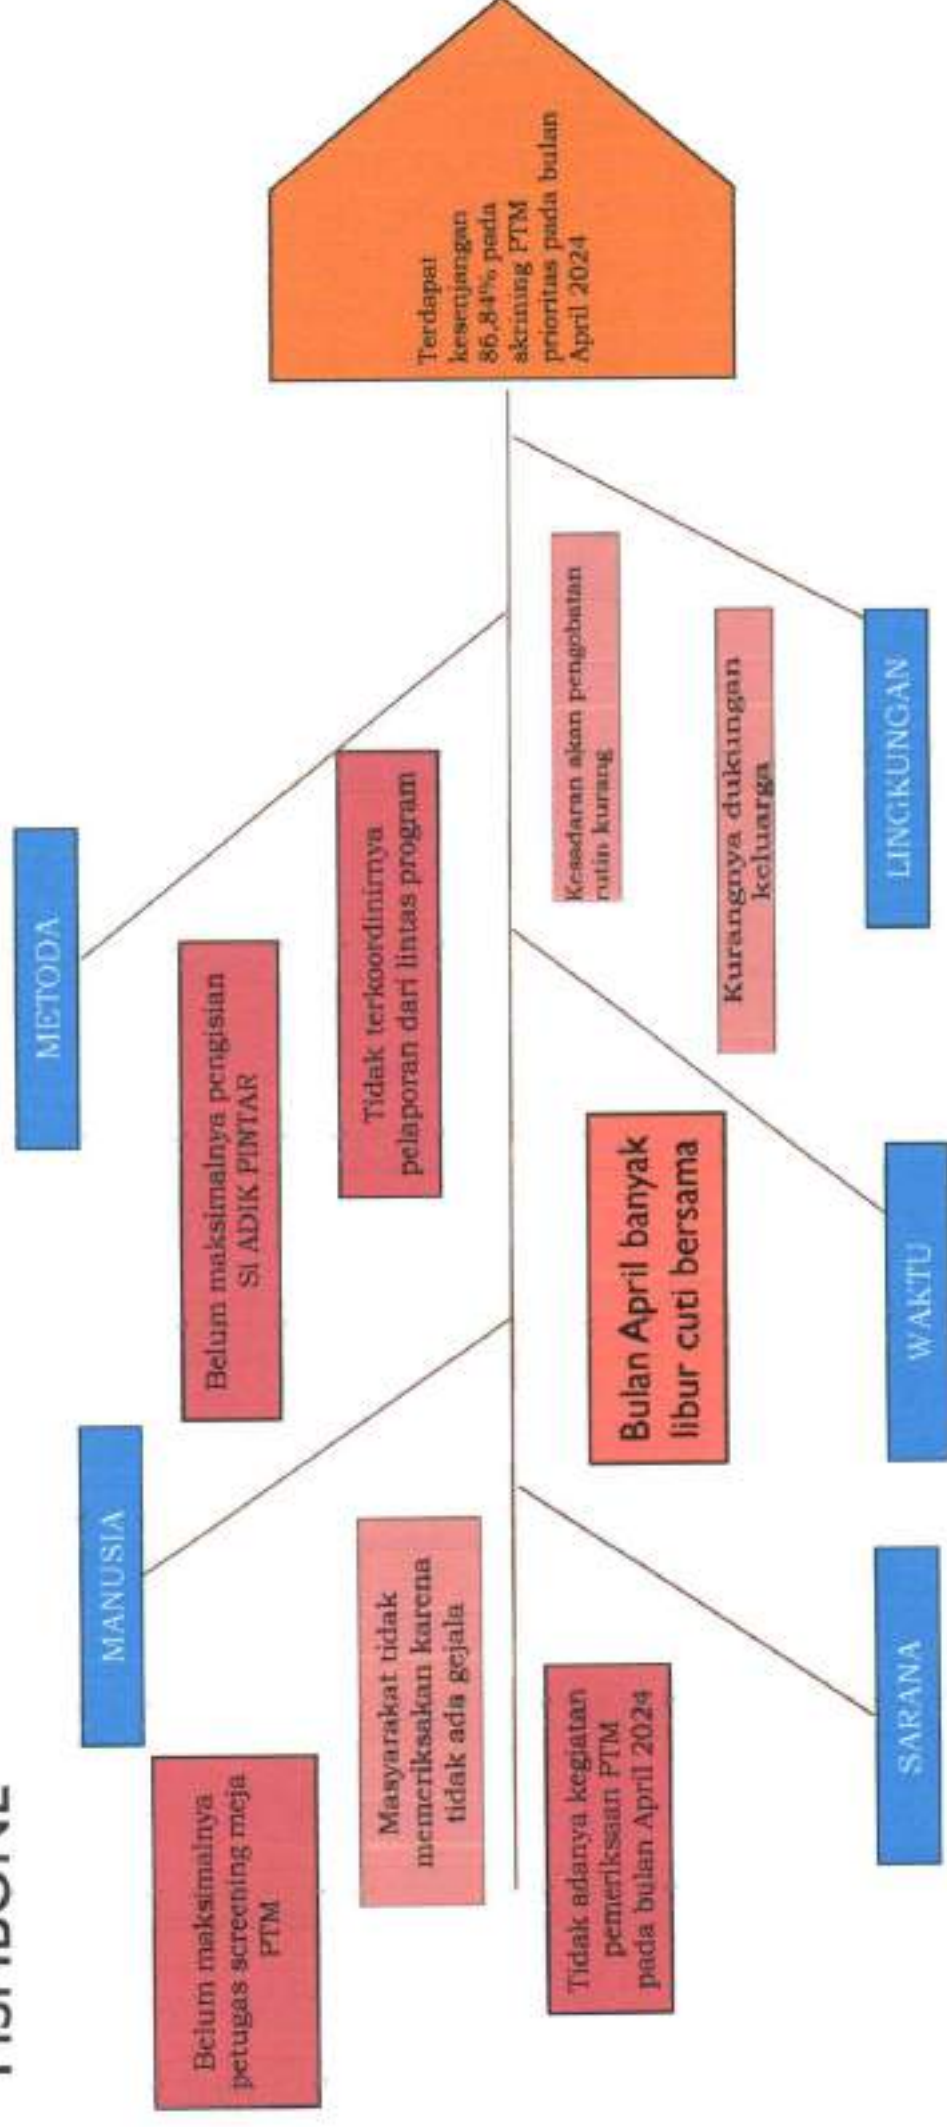 FISHBONE
MANUSIA
METODA
Belum maksimalnya
petugas screening meja
PTM
Belum maksimalnya pengisian
SI ADIK PINTAR
Masyarakat tidak
memeriksakan karena
tidak ada gejala
Tidak terkoordinirnya
pelaporan dari lintas program
Terdapat
kesenjangan
86,84% pada
skrining PTM
prioritas pada bulan
April 2024
Tidak adanya kegiatan
pemeriksaan PTM
pada bulan April 2024
Bulan April banyak
libur cuti bersama
Kesadaran akan pengobatan
rutin kurang
Kurangnya dukungan
keluarga
SARANA
WAKTU
LINGKUNGAN